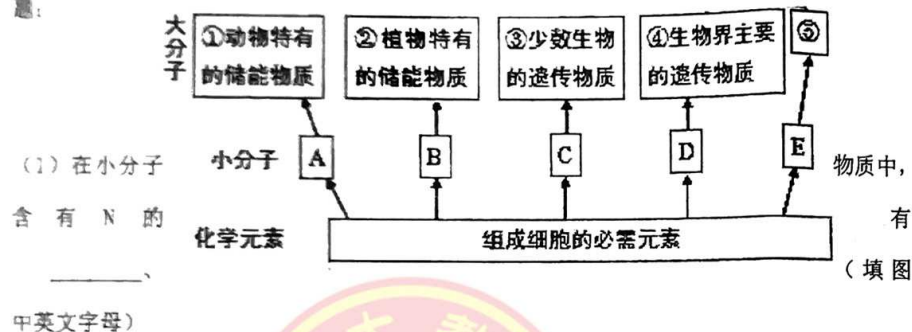 题：
大分子
①动物特有的储能物质
②植物特有的储能物质
③少数生物的遗传物质
④生物界主要的遗传物质
⑤
小分子 A B C D E
（1）在小分子 物质中，
含有N的 有
化学元素 组成细胞的必需元素
______、 （填图
中英文字母）